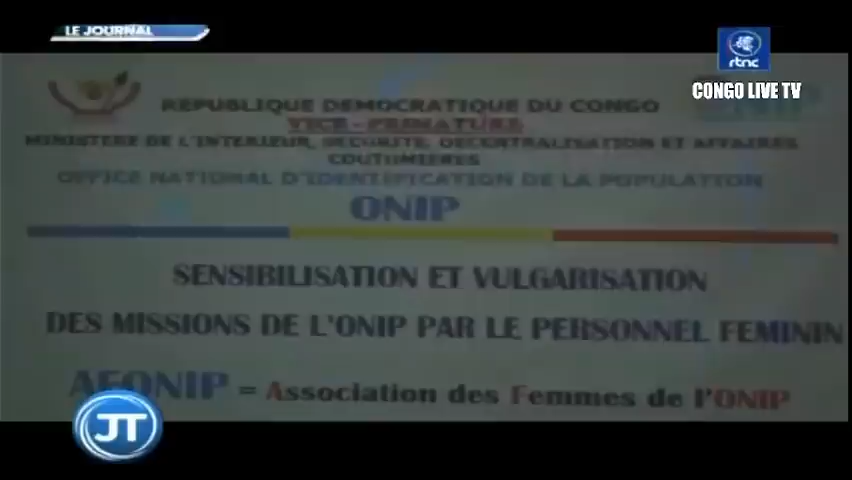 LE JOURNAL
rtnc
CONGO LIVE TV
REPUBLIQUE DEMOCRATIQUE DU CONGO
VICE - PRIMATURE
MINISTERE DE L'INTERIEUR, SECURITE, DECENTRALISATION ET AFFAIRES
COUTUMIERES
OFFICE NATIONAL D'IDENTIFICATION DE LA POPULATION
ONIP
SENSIBILISATION ET VULGARISATION
DES MISSIONS DE L'ONIP PAR LE PERSONNEL FEMININ
AFONIP = Association des Femmes de l'ONIP
JT